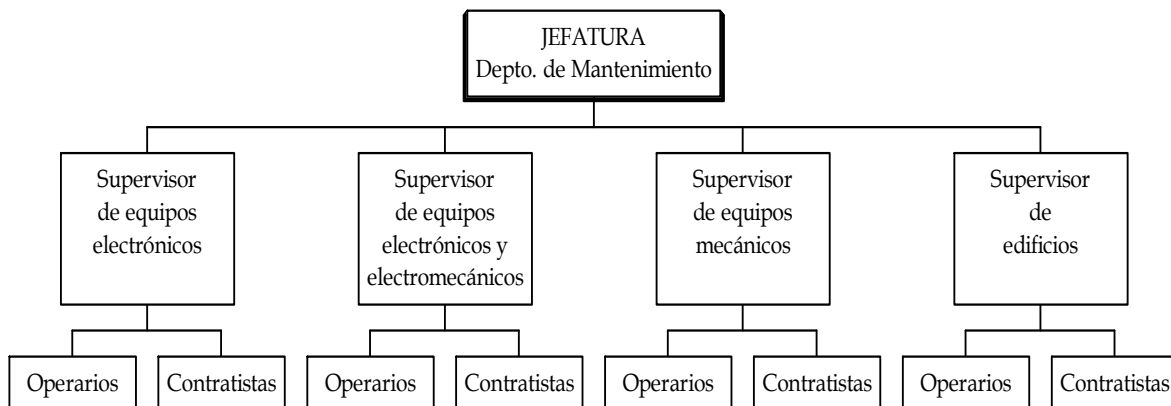 JEFATURA
Depto. de Mantenimiento
Supervisor
de equipos
electrónicos
Supervisor
de equipos
electrónicos y
electromecánicos
Supervisor
de equipos
mecánicos
Supervisor
de
edificios
Operarios
Contratistas
Operarios
Contratistas
Operarios
Contratistas
Operarios
Contratistas